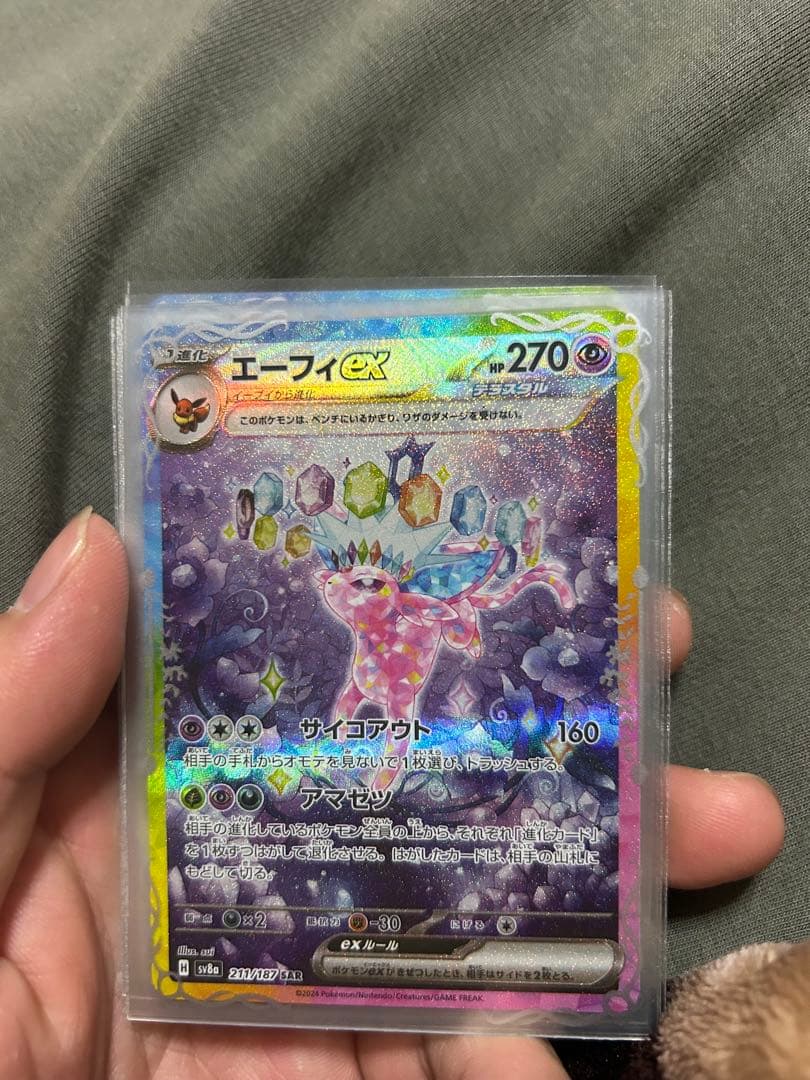 1進化
エーフィex
HP270
テラスタル
イーブイから進化
このポケモンは、ベンチにいるかぎり、ワザのダメージを受けない。
サイコアウト 160
相手の手札からオモテを見ないで1枚選び、トラッシュする。
アマゼツ
相手の進化しているポケモン全員の上から、それぞれ「進化カード」
を1枚ずつはがして退化させる。はがしたカードは、相手の山札に
もどして切る。
弱点 ×2 抵抗力 -30 にげる
exルール
ポケモンexがきぜつしたとき、相手はサイドを2枚とる。
Illus. sui
H sv8a 211/187 SAR
©2024 Pokémon/Nintendo/Creatures/GAME FREAK.